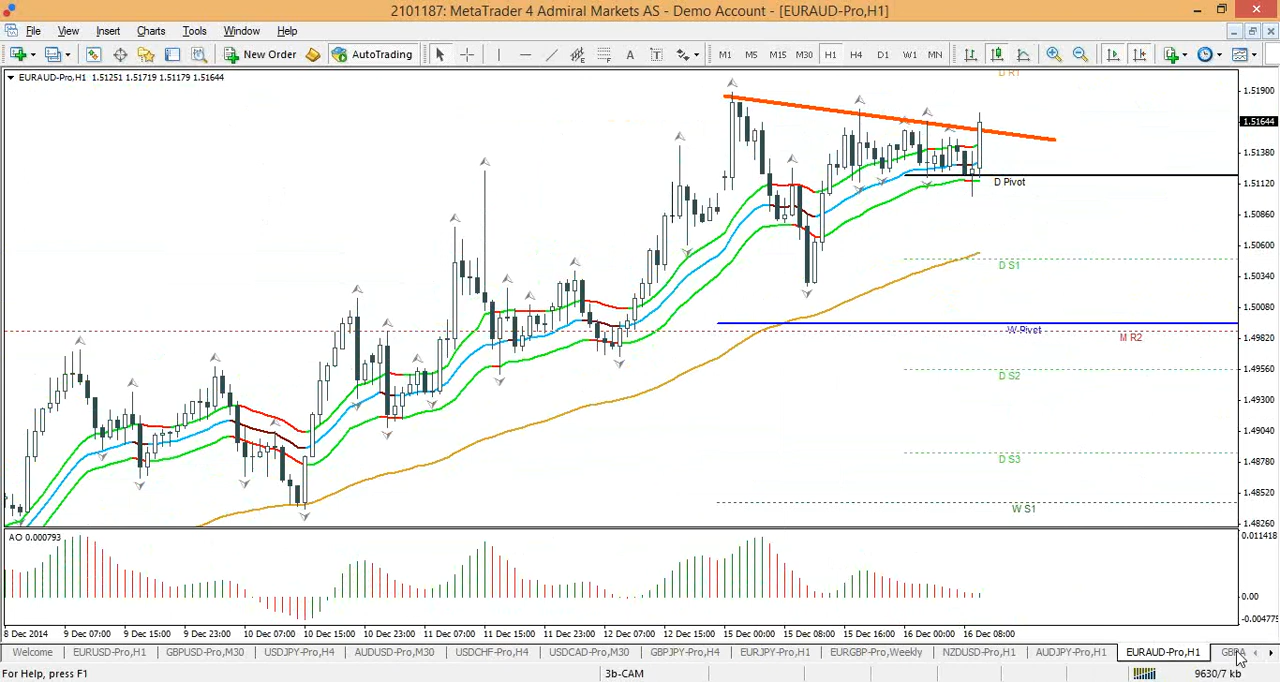 2101187: MetaTrader 4 Admiral Markets AS - Demo Account - [EURAUD-Pro,H1]
File View Insert Charts Tools Window Help
New Order AutoTrading A T M1 M5 M15 M30 H1 H4 D1 W1 MN
EURAUD-Pro,H1 1.51251 1.51719 1.51179 1.51644
D R1
1.51900
1.51644
1.51380
D Pivot
1.51120
1.50860
1.50600
D S1
1.50340
1.50080
W Pivot
M R2
1.49820
D S2
1.49560
1.49300
1.49040
D S3
1.48780
1.48520
W S1
1.48260
AO 0.000793
0.011418
0.00
-0.004775
8 Dec 2014 9 Dec 07:00 9 Dec 15:00 9 Dec 23:00 10 Dec 07:00 10 Dec 15:00 10 Dec 23:00 11 Dec 07:00 11 Dec 15:00 11 Dec 23:00 12 Dec 07:00 12 Dec 15:00 15 Dec 00:00 15 Dec 08:00 15 Dec 16:00 16 Dec 00:00 16 Dec 08:00
Welcome EURUSD-Pro,H1 GBPUSD-Pro,M30 USDJPY-Pro,H4 AUDUSD-Pro,M30 USDCHF-Pro,H4 USDCAD-Pro,M30 GBPJPY-Pro,H4 EURJPY-Pro,H1 EURGBP-Pro,Weekly NZDUSD-Pro,H1 AUDJPY-Pro,H1 EURAUD-Pro,H1 GBPA
For Help, press F1 3b-CAM 9630/7 kb